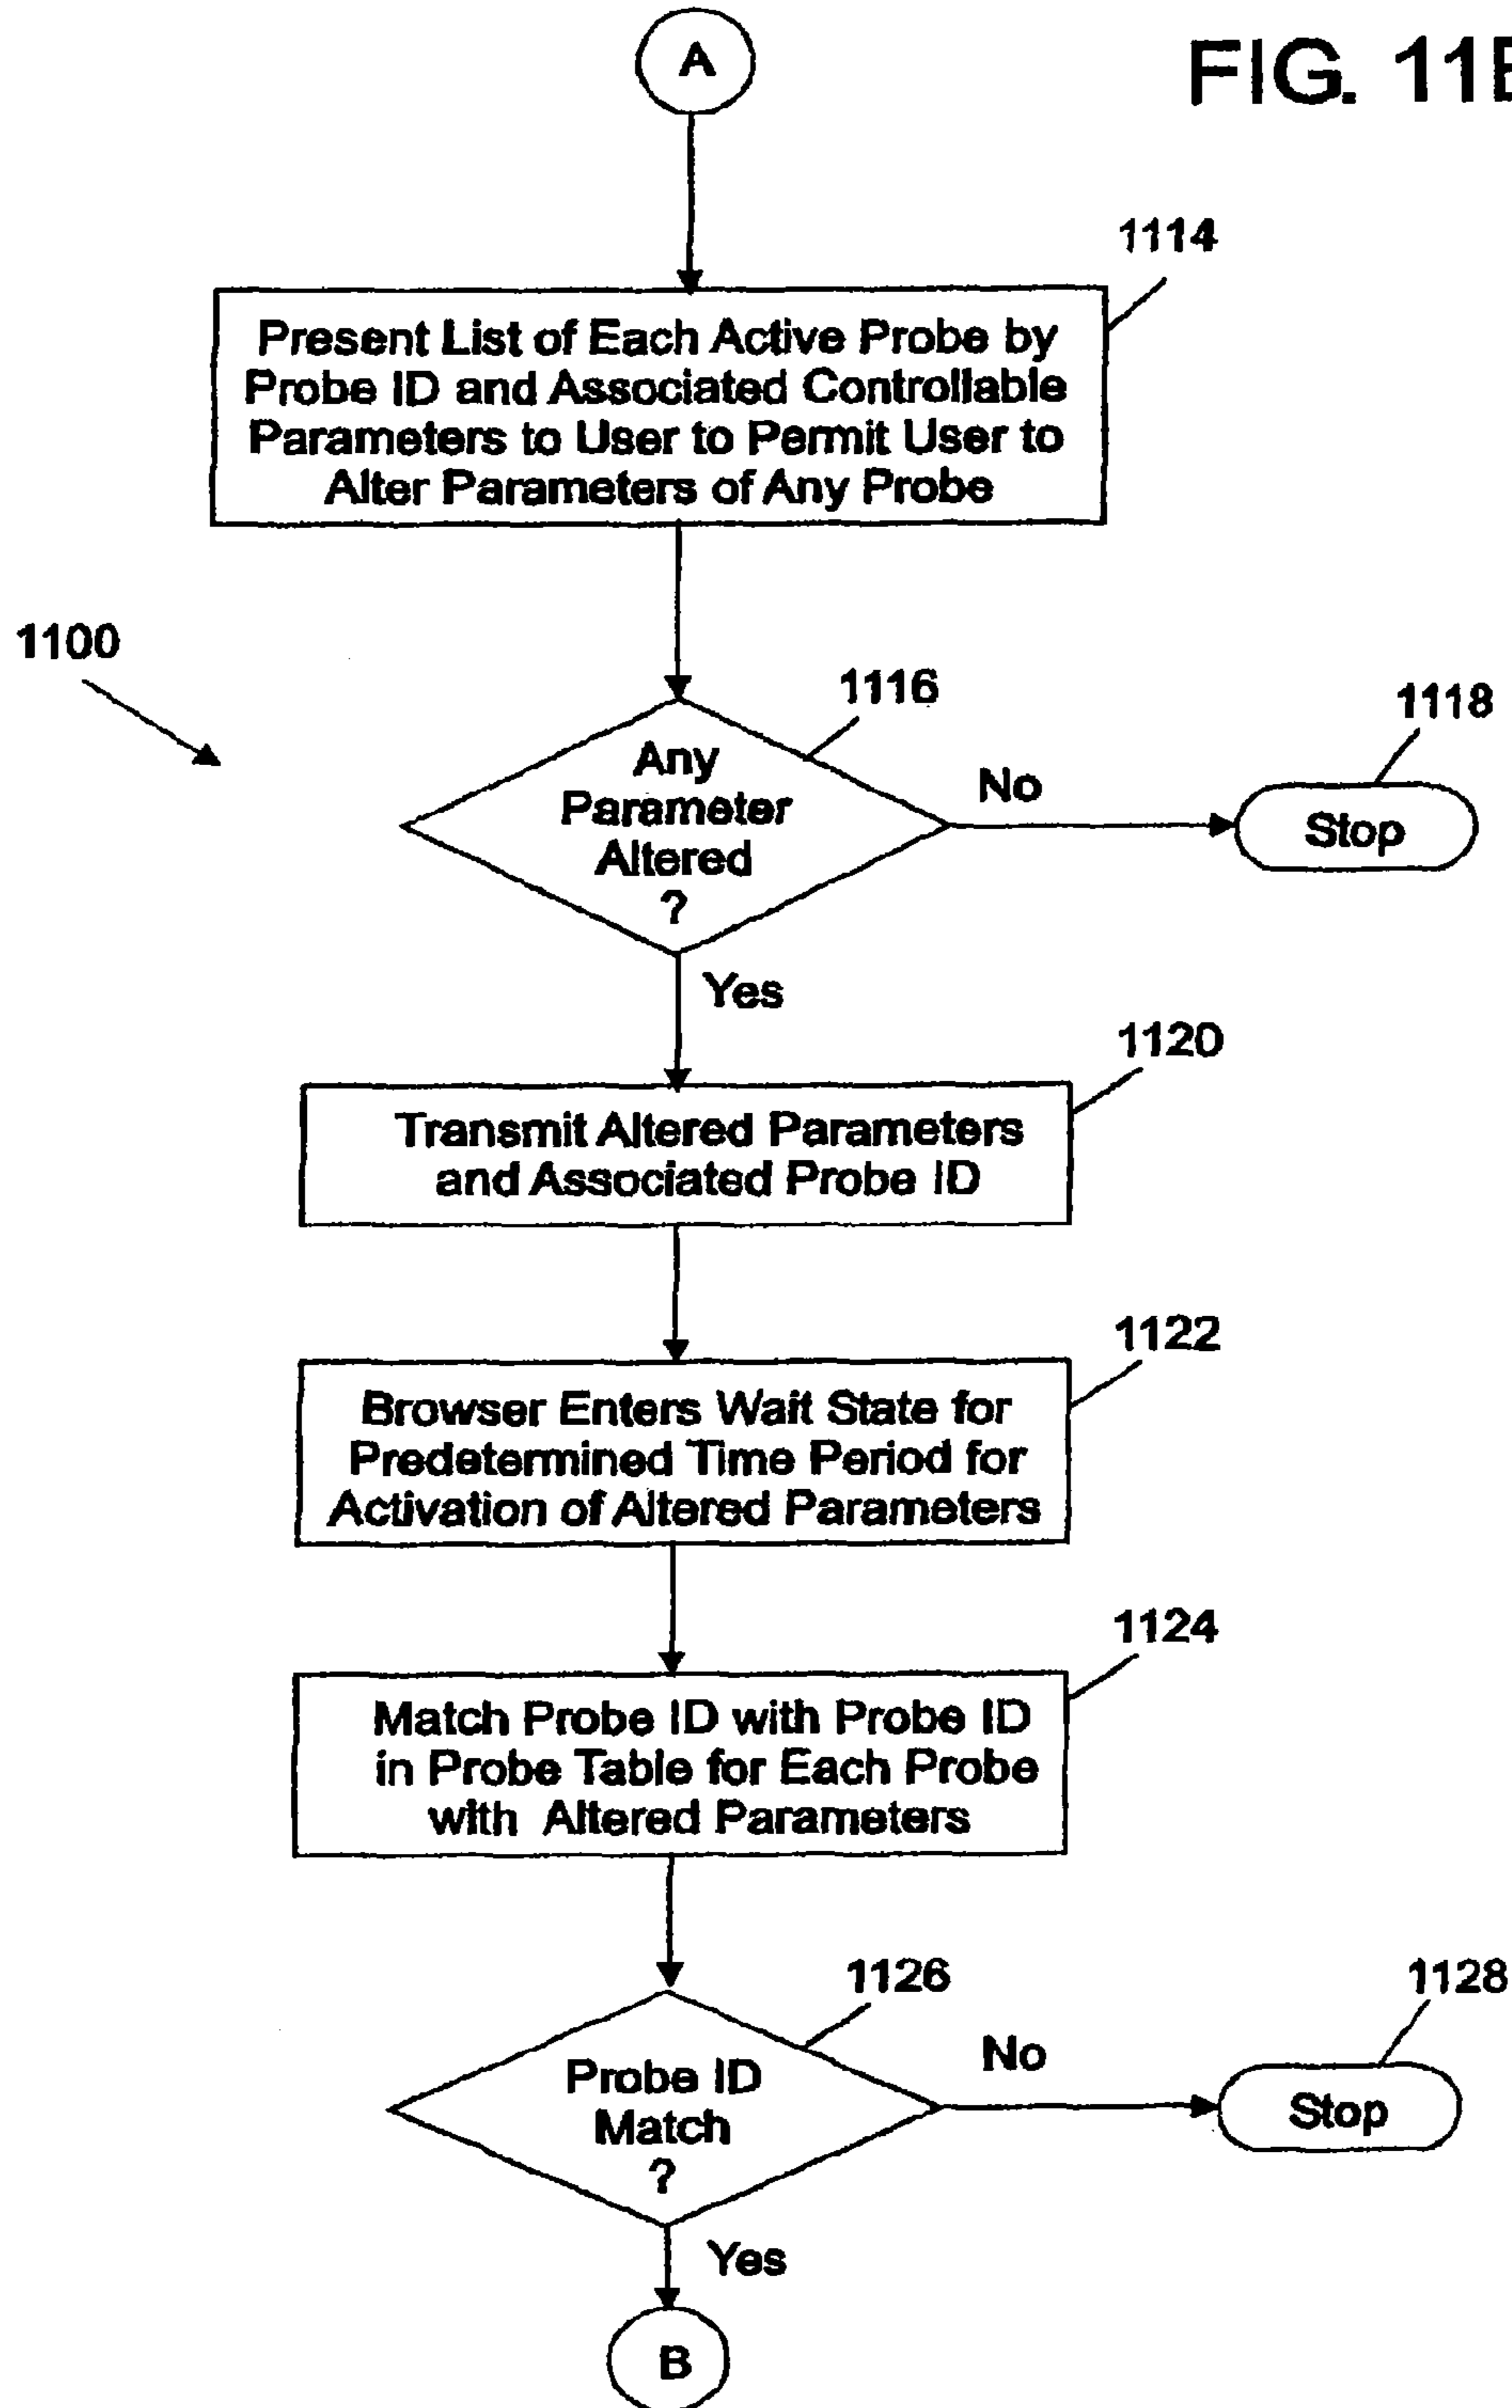 A
FIG. 11B
1114
Present List of Each Active Probe by
Probe ID and Associated Controllable
Parameters to User to Permit User to
Alter Parameters of Any Probe
1100
1116
1118
Any
Parameter
Altered
?
No
Stop
Yes
1120
Transmit Altered Parameters
and Associated Probe ID
1122
Browser Enters Wait State for
Predetermined Time Period for
Activation of Altered Parameters
1124
Match Probe ID with Probe ID
in Probe Table for Each Probe
with Altered Parameters
1126
1128
Probe ID
Match
?
No
Stop
Yes
B